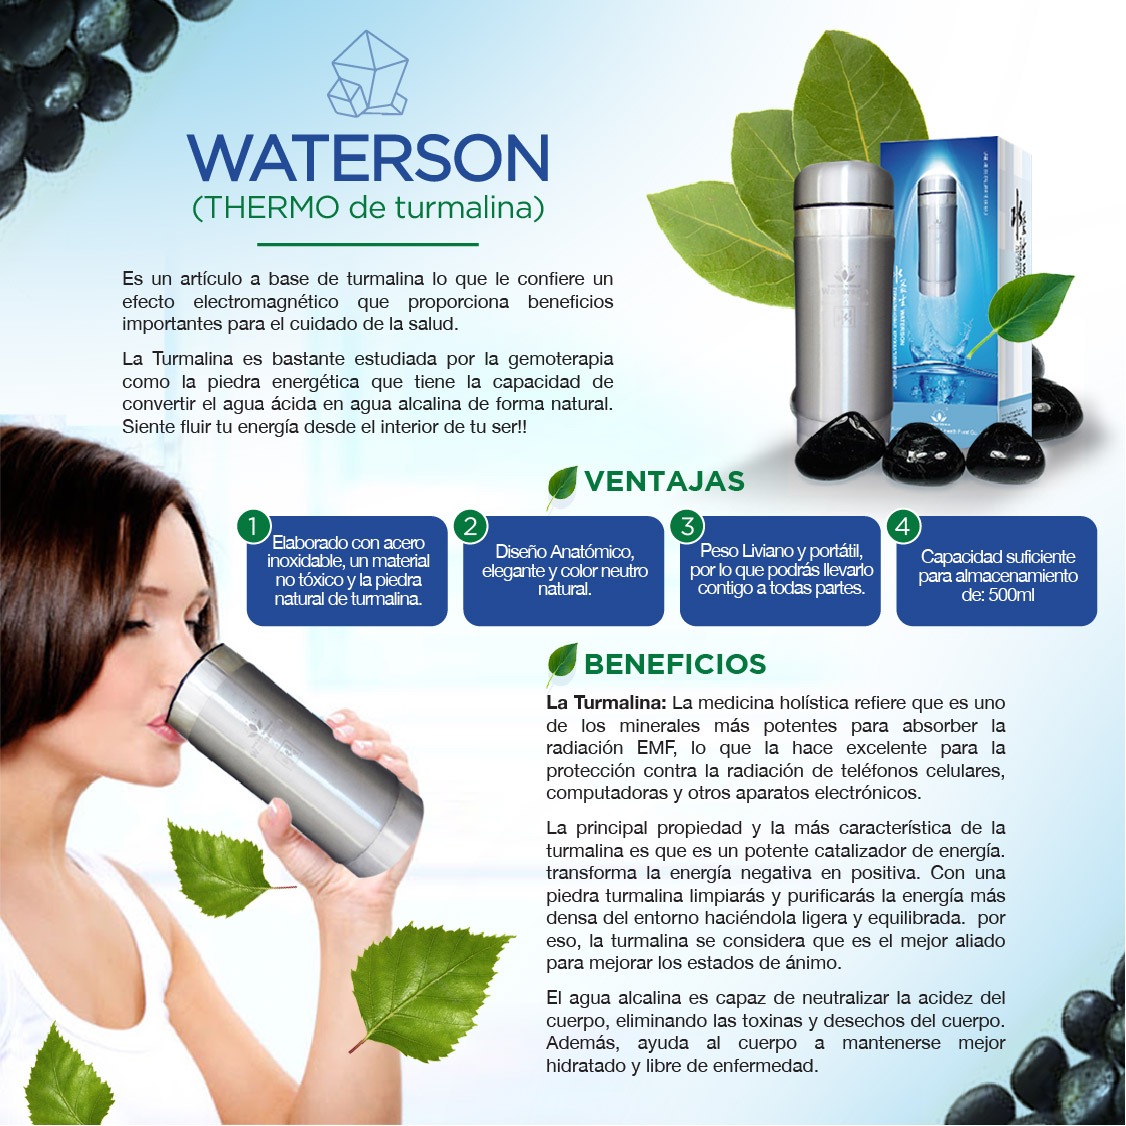 WATERSON
(THERMO de turmalina)
Es un artículo a base de turmalina lo que le confiere un
efecto electromagnético que proporciona beneficios
importantes para el cuidado de la salud.
La Turmalina es bastante estudiada por la gemoterapia
como la piedra energética que tiene la capacidad de
convertir el agua ácida en agua alcalina de forma natural.
Siente fluir tu energía desde el interior de tu ser!!
WATERSON
VENTAJAS
1
Elaborado con acero
inoxidable, un material
no tóxico y la piedra
natural de turmalina.
2
Diseño Anatómico,
elegante y color neutro
natural.
3
Peso Liviano y portátil,
por lo que podrás llevarlo
contigo a todas partes.
4
Capacidad suficiente
para almacenamiento
de: 500ml
BENEFICIOS
La Turmalina: La medicina holística refiere que es uno
de los minerales más potentes para absorber la
radiación EMF, lo que la hace excelente para la
protección contra la radiación de teléfonos celulares,
computadoras y otros aparatos electrónicos.
La principal propiedad y la más característica de la
turmalina es que es un potente catalizador de energía.
transforma la energía negativa en positiva. Con una
piedra turmalina limpiarás y purificarás la energía más
densa del entorno haciéndola ligera y equilibrada. por
eso, la turmalina se considera que es el mejor aliado
para mejorar los estados de ánimo.
El agua alcalina es capaz de neutralizar la acidez del
cuerpo, eliminando las toxinas y desechos del cuerpo.
Además, ayuda al cuerpo a mantenerse mejor
hidratado y libre de enfermedad.